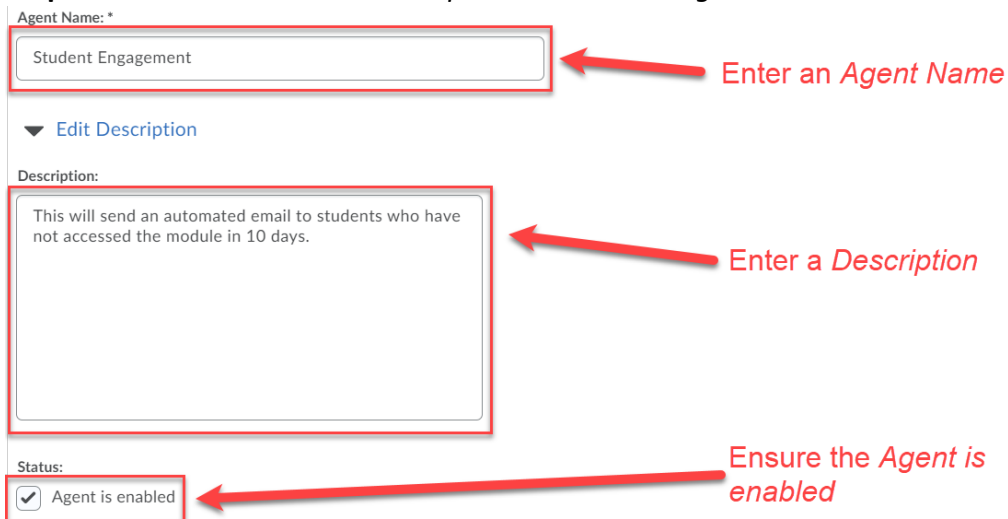 Agent Name: *
Student Engagement
Enter an Agent Name
Edit Description
Description:
This will send an automated email to students who have
not accessed the module in 10 days.
Enter a Description
Status:
Agent is enabled
Ensure the Agent is
enabled